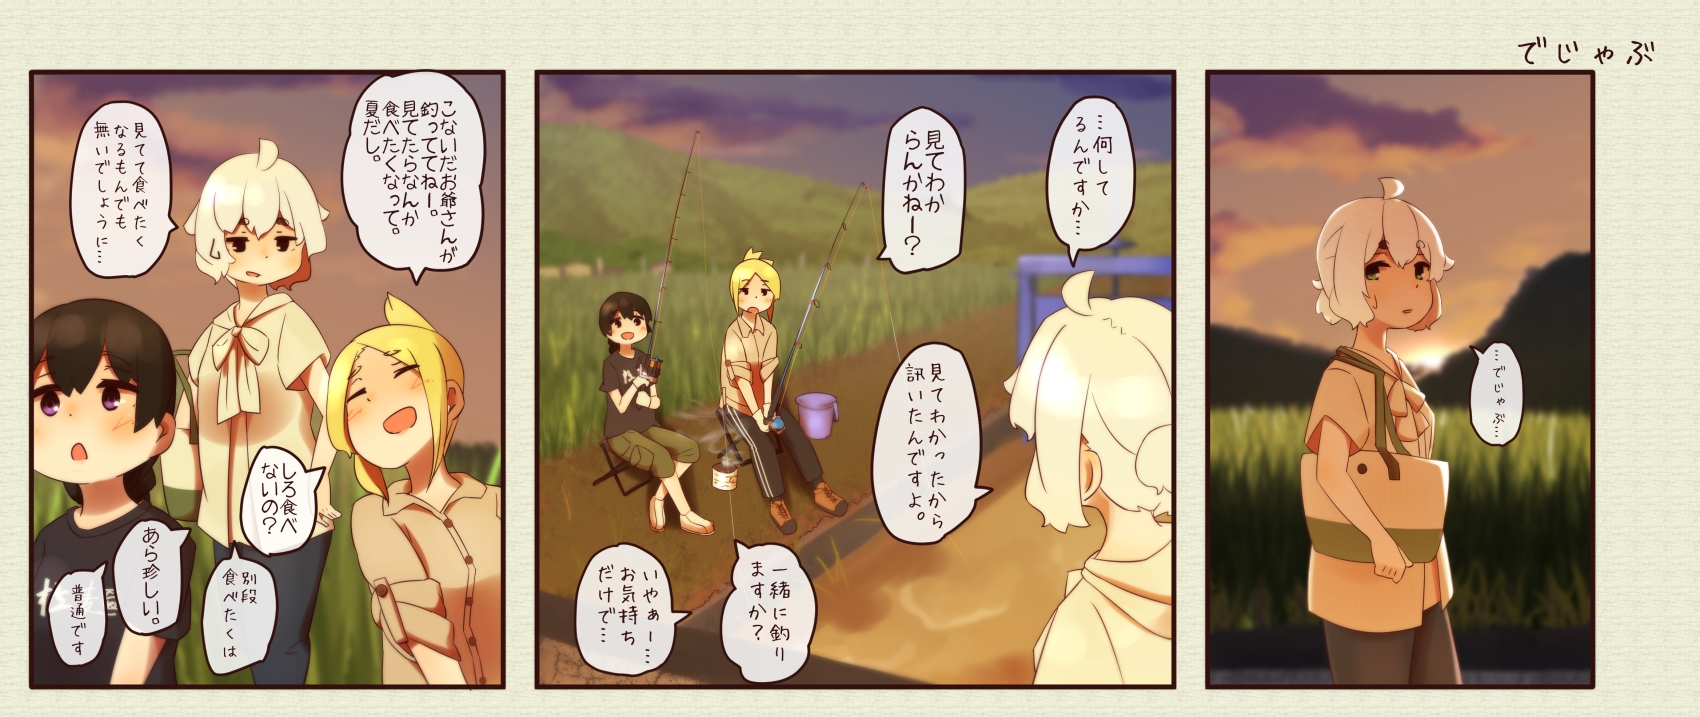 でじゃぶ
…でじゃぶ…
…何して
るんですか…
見てわか
らんかねー？
見てわかったから
訊いたんですよ。
一緒に釣り
ますか？
いやぁー…
お気持ち
だけで…
こないだお爺さんが
釣っててねー。
見てたらなんか
食べたくなって。
夏だし。
見てて食べたく
なるもんでも
無いでしょうに…
しろ食べ
ないの？
別段
食べたくは
あら珍しい。
普通です